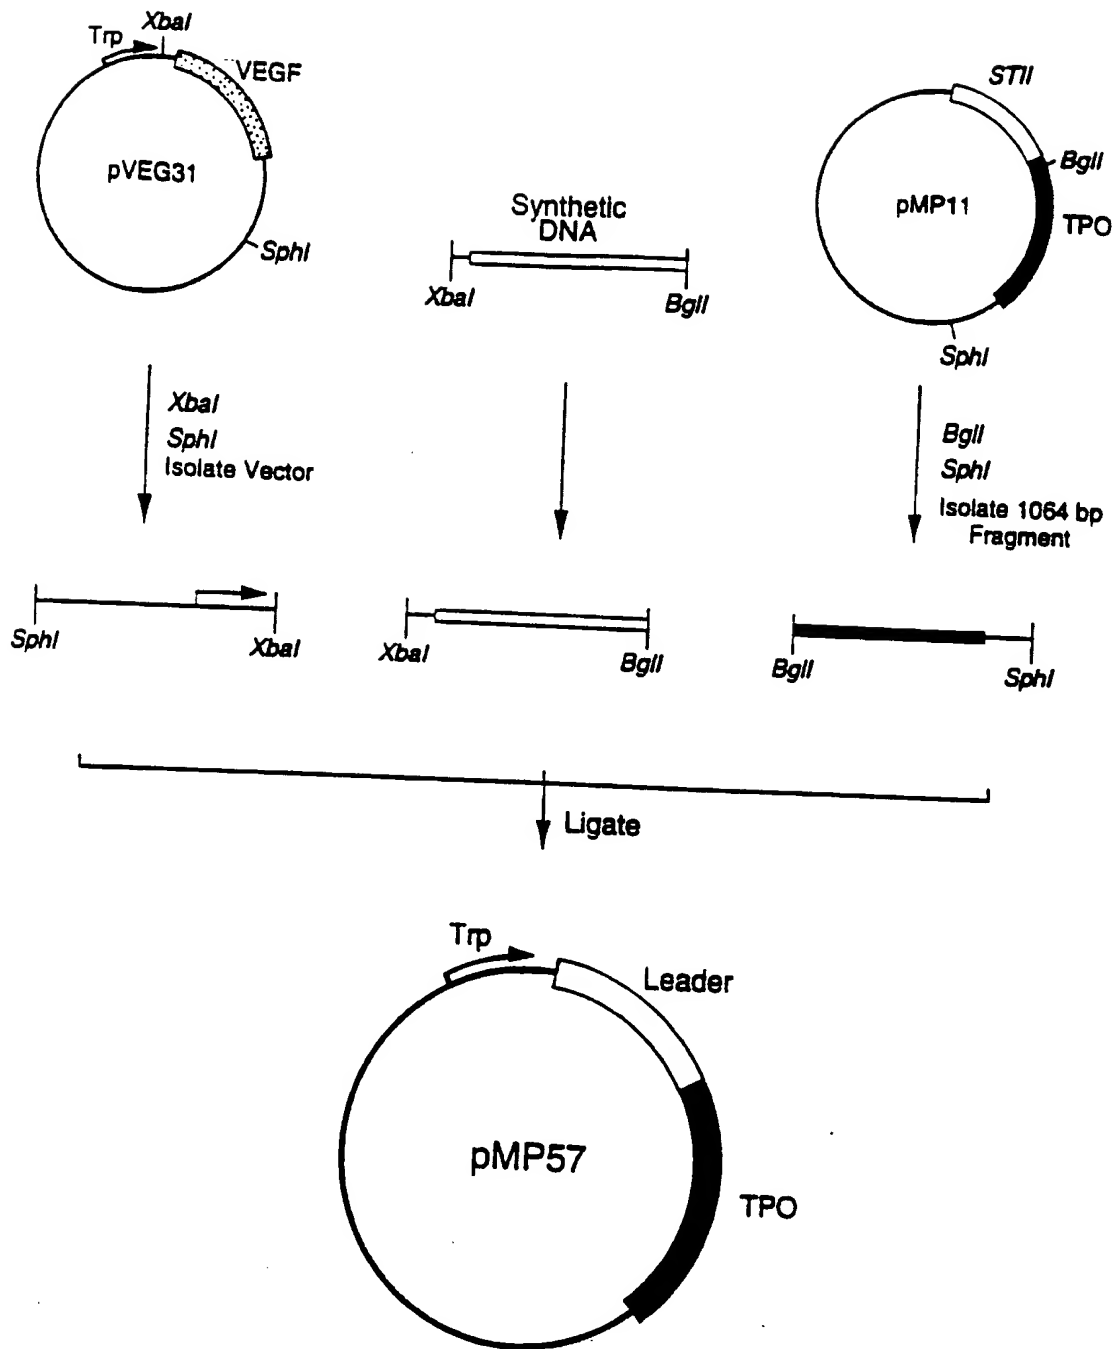 Trp
XbaI
VEGF
pVEG31
SphI
Synthetic
DNA
XbaI
BglI
STII
BglI
pMP11
TPO
SphI
XbaI
SphI
Isolate Vector
BglI
SphI
Isolate 1064 bp
Fragment
SphI
XbaI
XbaI
BglI
BglI
SphI
Ligate
Trp
Leader
pMP57
TPO